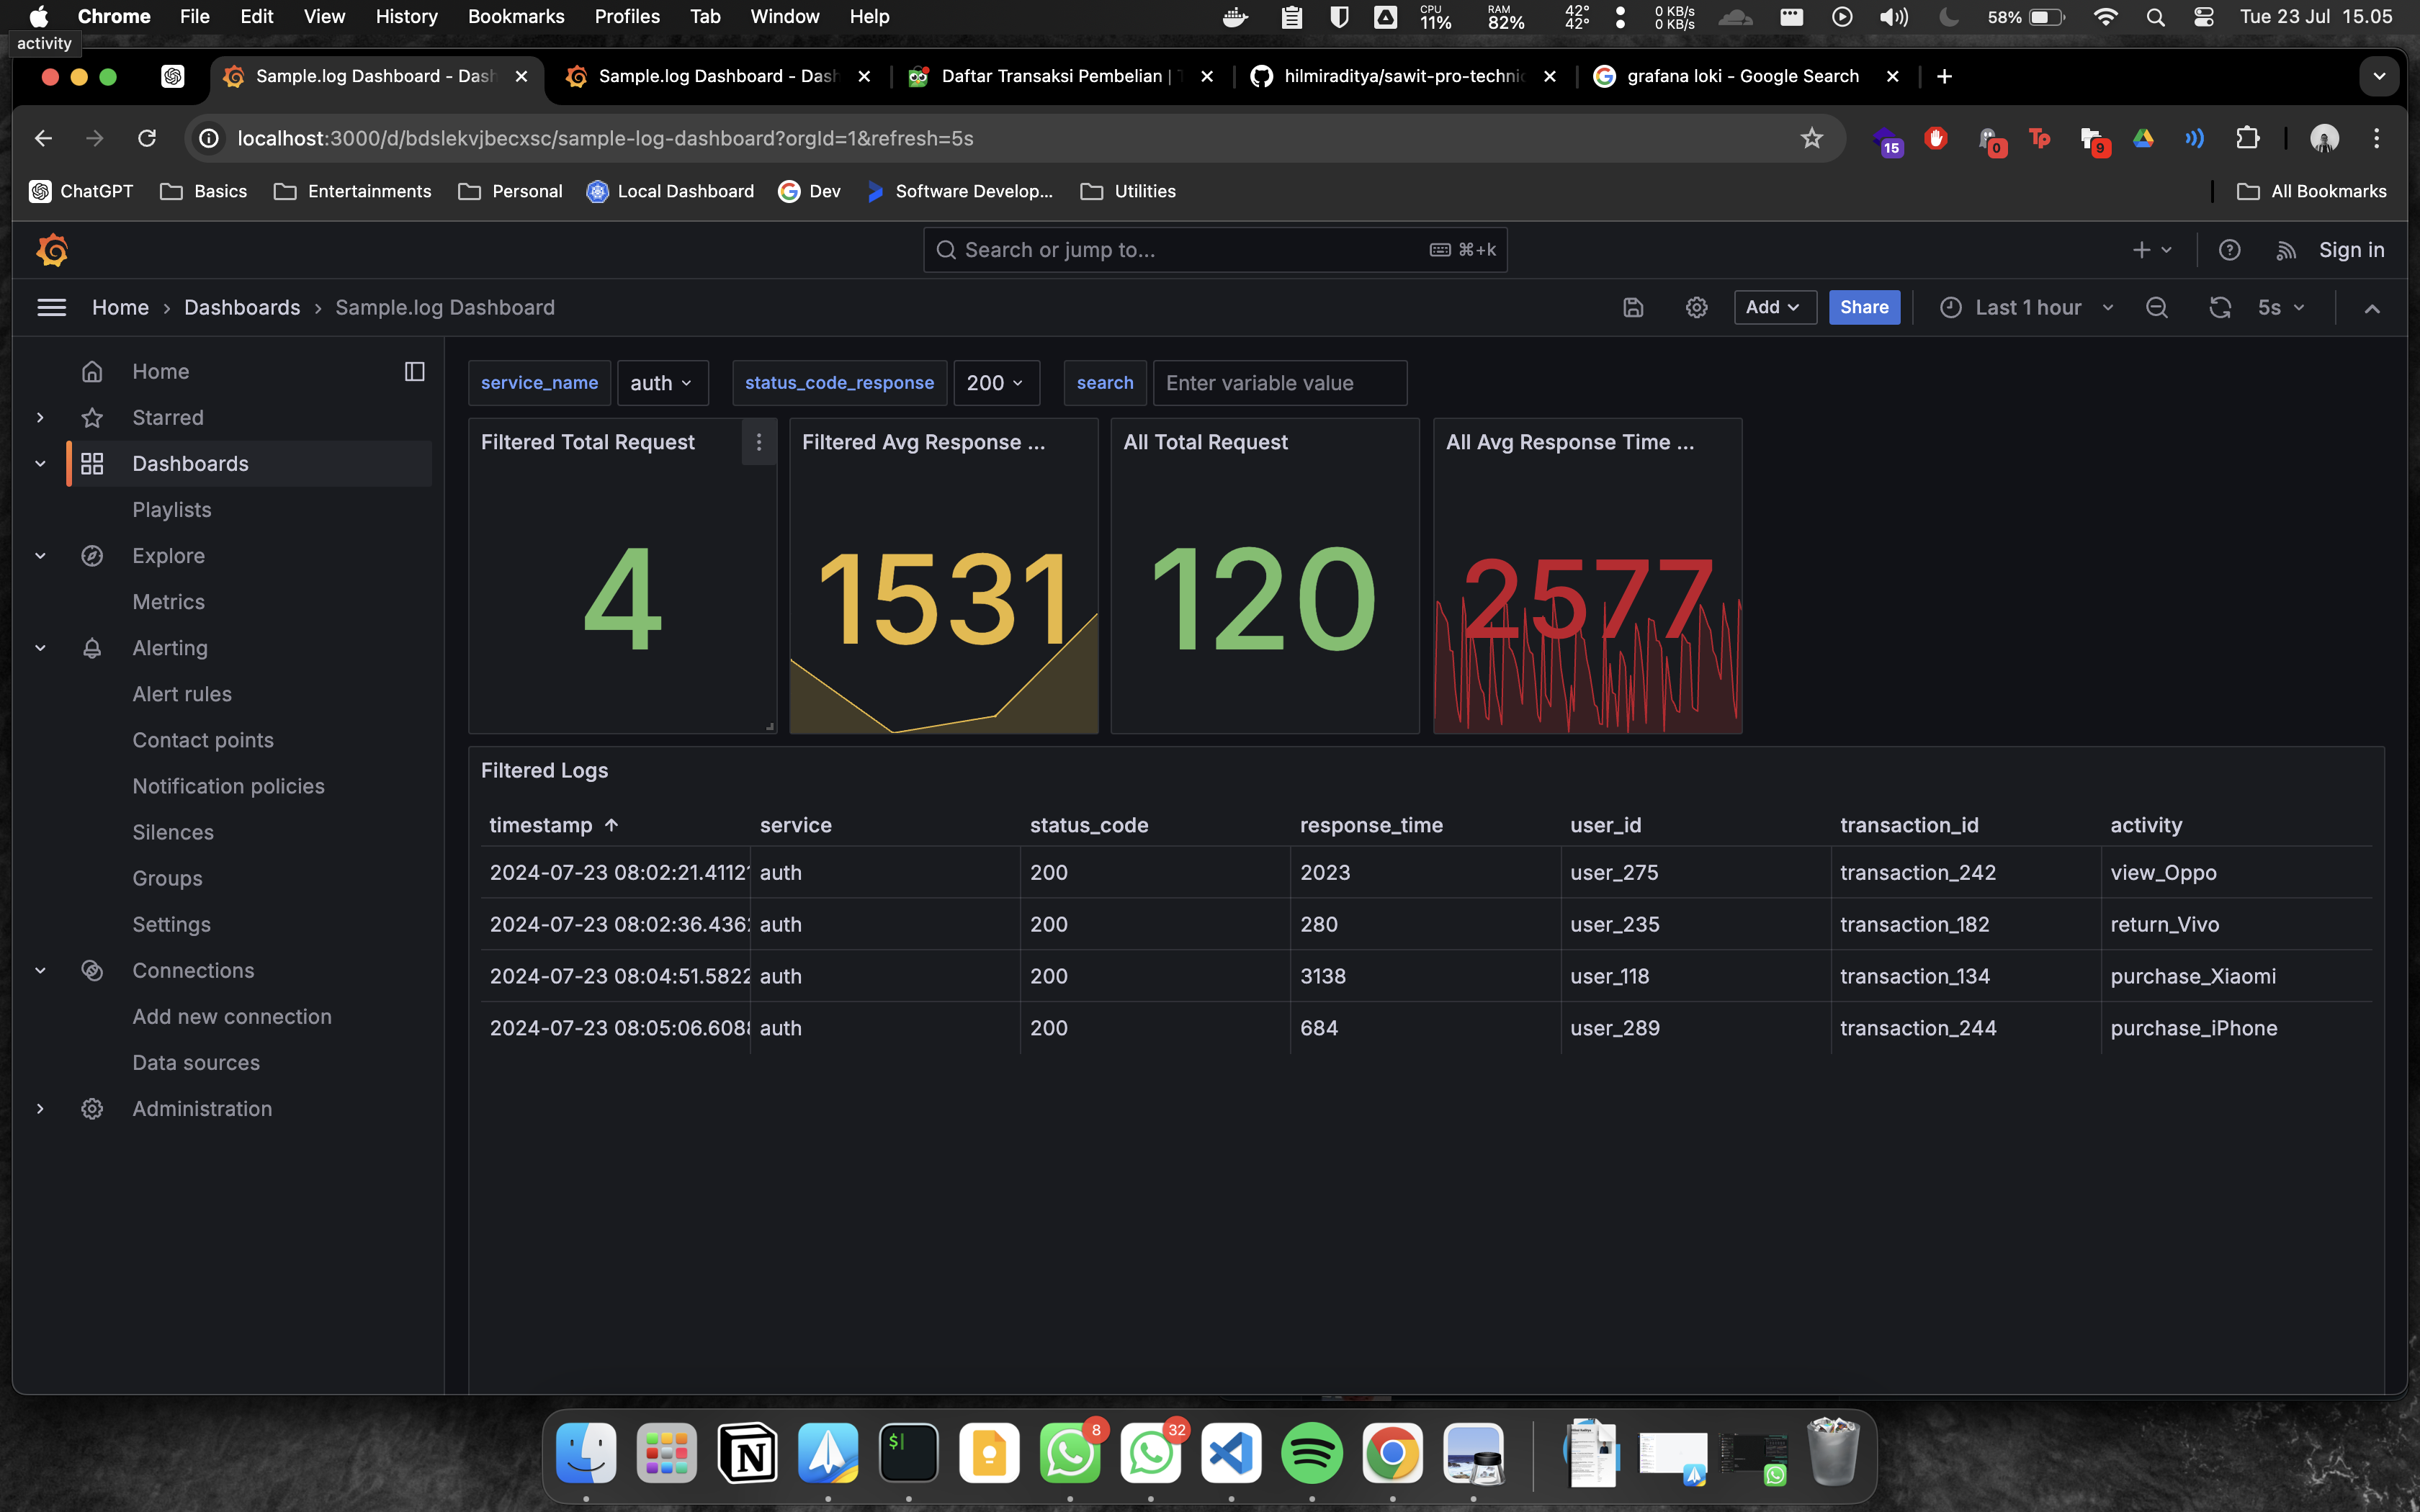 Chrome File Edit View History Bookmarks Profiles Tab Window Help CPU 11% RAM 82% 42° 42° 0 KB/s 0 KB/s 58% Tue 23 Jul 15.05
activity
Sample.log Dashboard - Dash Sample.log Dashboard - Dash Daftar Transaksi Pembelian | T hilmiraditya/sawit-pro-technic grafana loki - Google Search
localhost:3000/d/bdslekvjbecxsc/sample-log-dashboard?orgId=1&refresh=5s 15 0 Tp 9
ChatGPT Basics Entertainments Personal Local Dashboard Dev Software Develop... Utilities All Bookmarks
Search or jump to... ⌘+k Sign in
Home › Dashboards › Sample.log Dashboard Add Share Last 1 hour 5s
Home
Starred
Dashboards
Playlists
Explore
Metrics
Alerting
Alert rules
Contact points
Notification policies
Silences
Groups
Settings
Connections
Add new connection
Data sources
Administration
service_name auth status_code_response 200 search Enter variable value
Filtered Total Request Filtered Avg Response ... All Total Request All Avg Response Time ...
4 1531 120 2577
Filtered Logs
timestamp service status_code response_time user_id transaction_id activity
2024-07-23 08:02:21.4112 auth 200 2023 user_275 transaction_242 view_Oppo
2024-07-23 08:02:36.436 auth 200 280 user_235 transaction_182 return_Vivo
2024-07-23 08:04:51.5822 auth 200 3138 user_118 transaction_134 purchase_Xiaomi
2024-07-23 08:05:06.608 auth 200 684 user_289 transaction_244 purchase_iPhone
$ 8 32